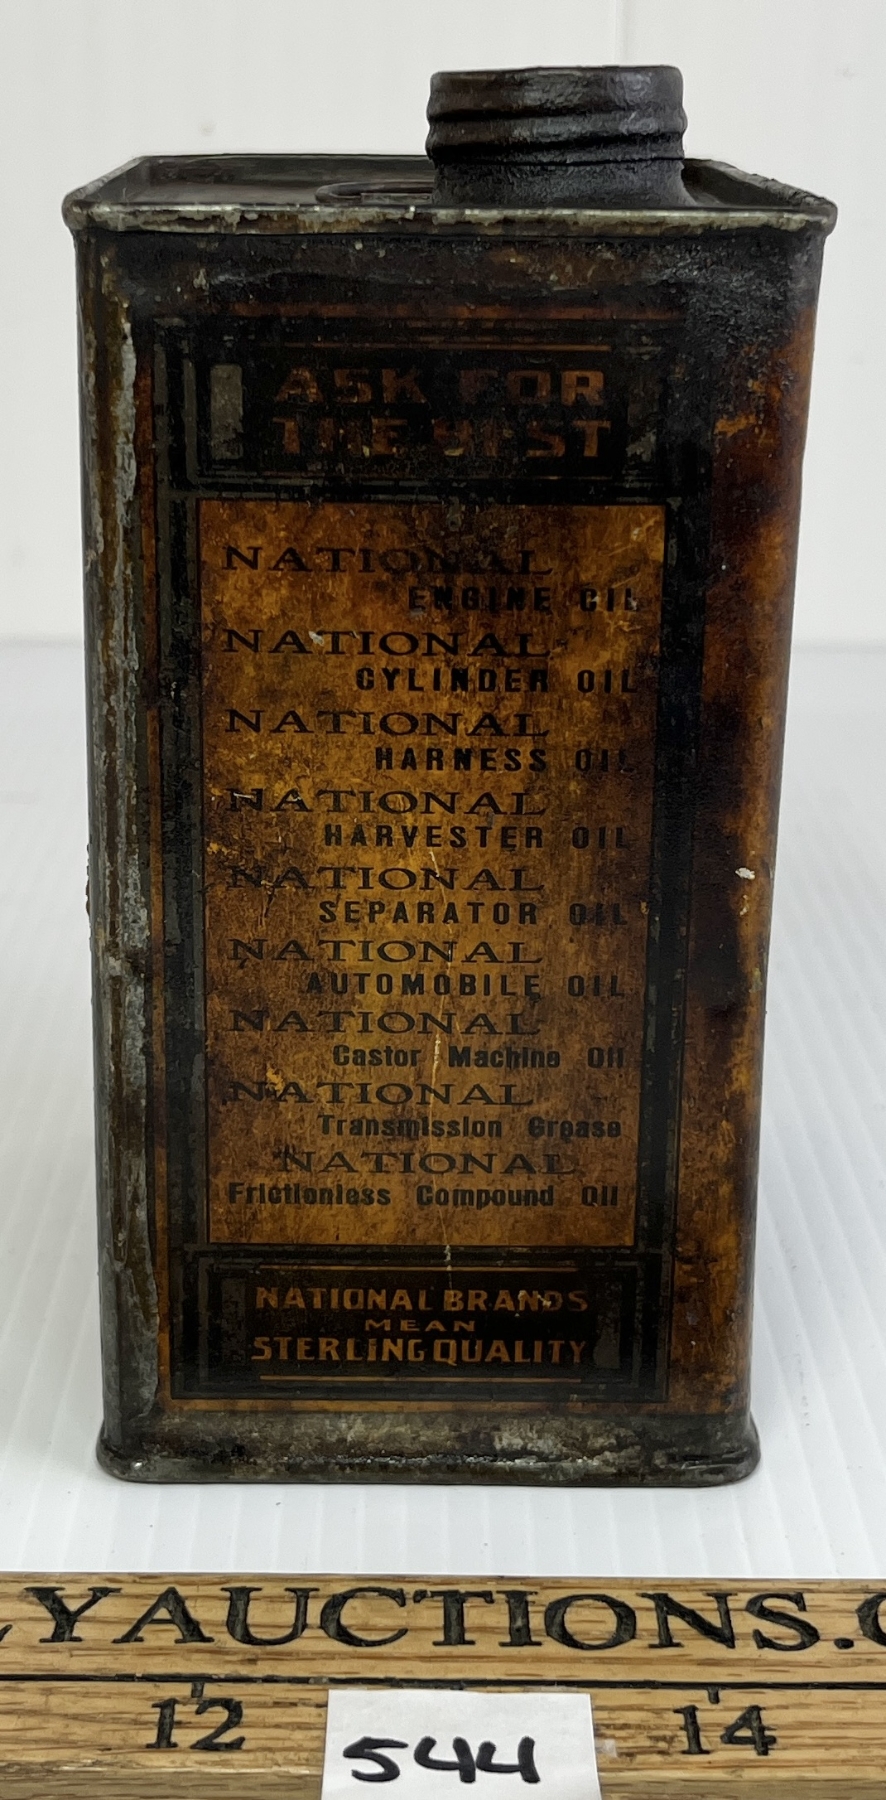 ASK FOR
THE BEST
NATIONAL
ENGINE OIL
NATIONAL
CYLINDER OIL
NATIONAL
HARNESS OIL
NATIONAL
HARVESTER OIL
NATIONAL
SEPARATOR OIL
NATIONAL
AUTOMOBILE OIL
NATIONAL
Castor Machine Oil
NATIONAL
Transmission Grease
NATIONAL
Frictionless Compound Oil
NATIONAL BRANDS
MEAN
STERLING QUALITY
YAUCTIONS.
12 14
544